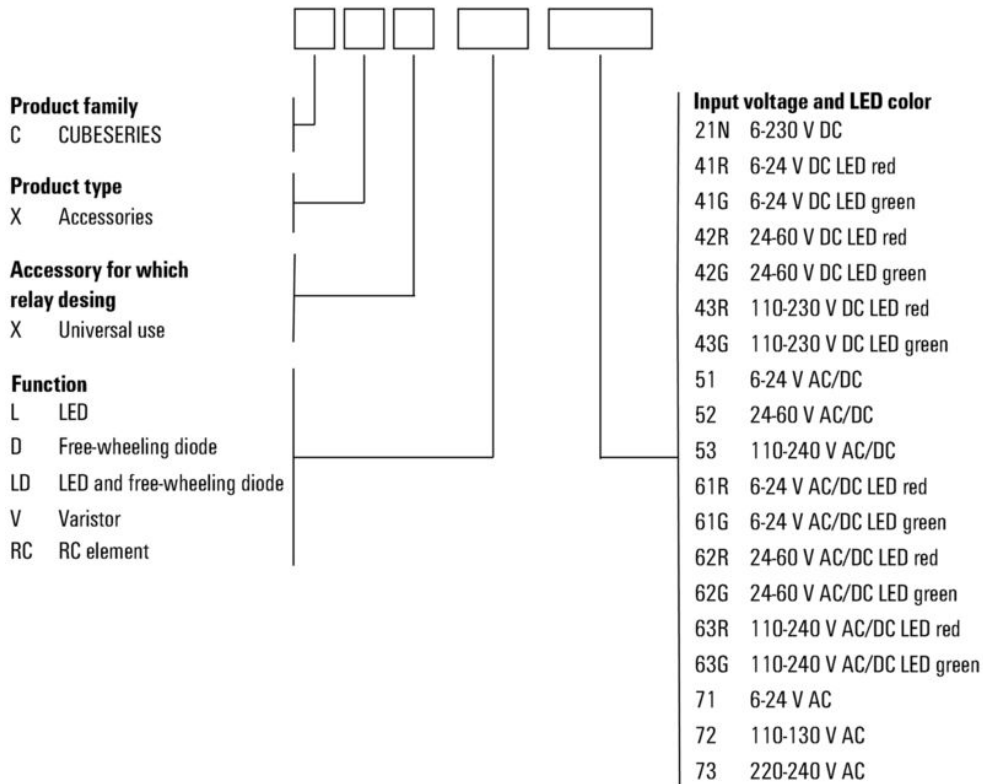 Product family
C CUBESERIES
Product type
X Accessories
Accessory for which
relay desing
X Universal use
Function
L LED
D Free-wheeling diode
LD LED and free-wheeling diode
V Varistor
RC RC element
Input voltage and LED color
21N 6-230 V DC
41R 6-24 V DC LED red
41G 6-24 V DC LED green
42R 24-60 V DC LED red
42G 24-60 V DC LED green
43R 110-230 V DC LED red
43G 110-230 V DC LED green
51 6-24 V AC/DC
52 24-60 V AC/DC
53 110-240 V AC/DC
61R 6-24 V AC/DC LED red
61G 6-24 V AC/DC LED green
62R 24-60 V AC/DC LED red
62G 24-60 V AC/DC LED green
63R 110-240 V AC/DC LED red
63G 110-240 V AC/DC LED green
71 6-24 V AC
72 110-130 V AC
73 220-240 V AC